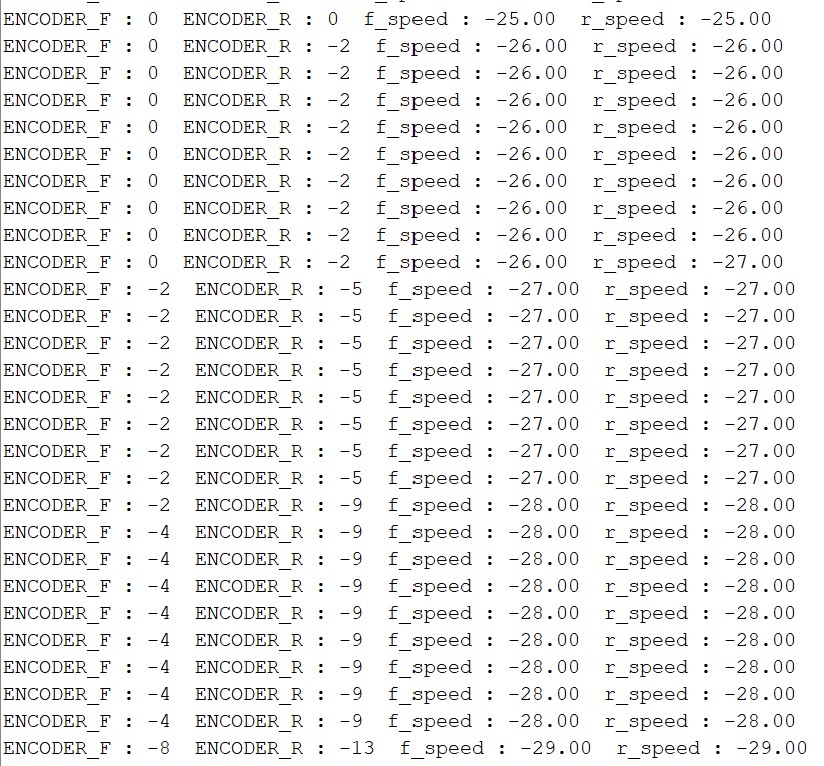 ENCODER_F : 0  ENCODER_R : 0  f_speed : -25.00  r_speed : -25.00
ENCODER_F : 0  ENCODER_R : -2  f_speed : -26.00  r_speed : -26.00
ENCODER_F : 0  ENCODER_R : -2  f_speed : -26.00  r_speed : -26.00
ENCODER_F : 0  ENCODER_R : -2  f_speed : -26.00  r_speed : -26.00
ENCODER_F : 0  ENCODER_R : -2  f_speed : -26.00  r_speed : -26.00
ENCODER_F : 0  ENCODER_R : -2  f_speed : -26.00  r_speed : -26.00
ENCODER_F : 0  ENCODER_R : -2  f_speed : -26.00  r_speed : -26.00
ENCODER_F : 0  ENCODER_R : -2  f_speed : -26.00  r_speed : -26.00
ENCODER_F : 0  ENCODER_R : -2  f_speed : -26.00  r_speed : -26.00
ENCODER_F : 0  ENCODER_R : -2  f_speed : -26.00  r_speed : -27.00
ENCODER_F : -2  ENCODER_R : -5  f_speed : -27.00  r_speed : -27.00
ENCODER_F : -2  ENCODER_R : -5  f_speed : -27.00  r_speed : -27.00
ENCODER_F : -2  ENCODER_R : -5  f_speed : -27.00  r_speed : -27.00
ENCODER_F : -2  ENCODER_R : -5  f_speed : -27.00  r_speed : -27.00
ENCODER_F : -2  ENCODER_R : -5  f_speed : -27.00  r_speed : -27.00
ENCODER_F : -2  ENCODER_R : -5  f_speed : -27.00  r_speed : -27.00
ENCODER_F : -2  ENCODER_R : -5  f_speed : -27.00  r_speed : -27.00
ENCODER_F : -2  ENCODER_R : -5  f_speed : -27.00  r_speed : -27.00
ENCODER_F : -2  ENCODER_R : -9  f_speed : -28.00  r_speed : -28.00
ENCODER_F : -4  ENCODER_R : -9  f_speed : -28.00  r_speed : -28.00
ENCODER_F : -4  ENCODER_R : -9  f_speed : -28.00  r_speed : -28.00
ENCODER_F : -4  ENCODER_R : -9  f_speed : -28.00  r_speed : -28.00
ENCODER_F : -4  ENCODER_R : -9  f_speed : -28.00  r_speed : -28.00
ENCODER_F : -4  ENCODER_R : -9  f_speed : -28.00  r_speed : -28.00
ENCODER_F : -4  ENCODER_R : -9  f_speed : -28.00  r_speed : -28.00
ENCODER_F : -4  ENCODER_R : -9  f_speed : -28.00  r_speed : -28.00
ENCODER_F : -4  ENCODER_R : -9  f_speed : -28.00  r_speed : -28.00
ENCODER_F : -8  ENCODER_R : -13  f_speed : -29.00  r_speed : -29.00